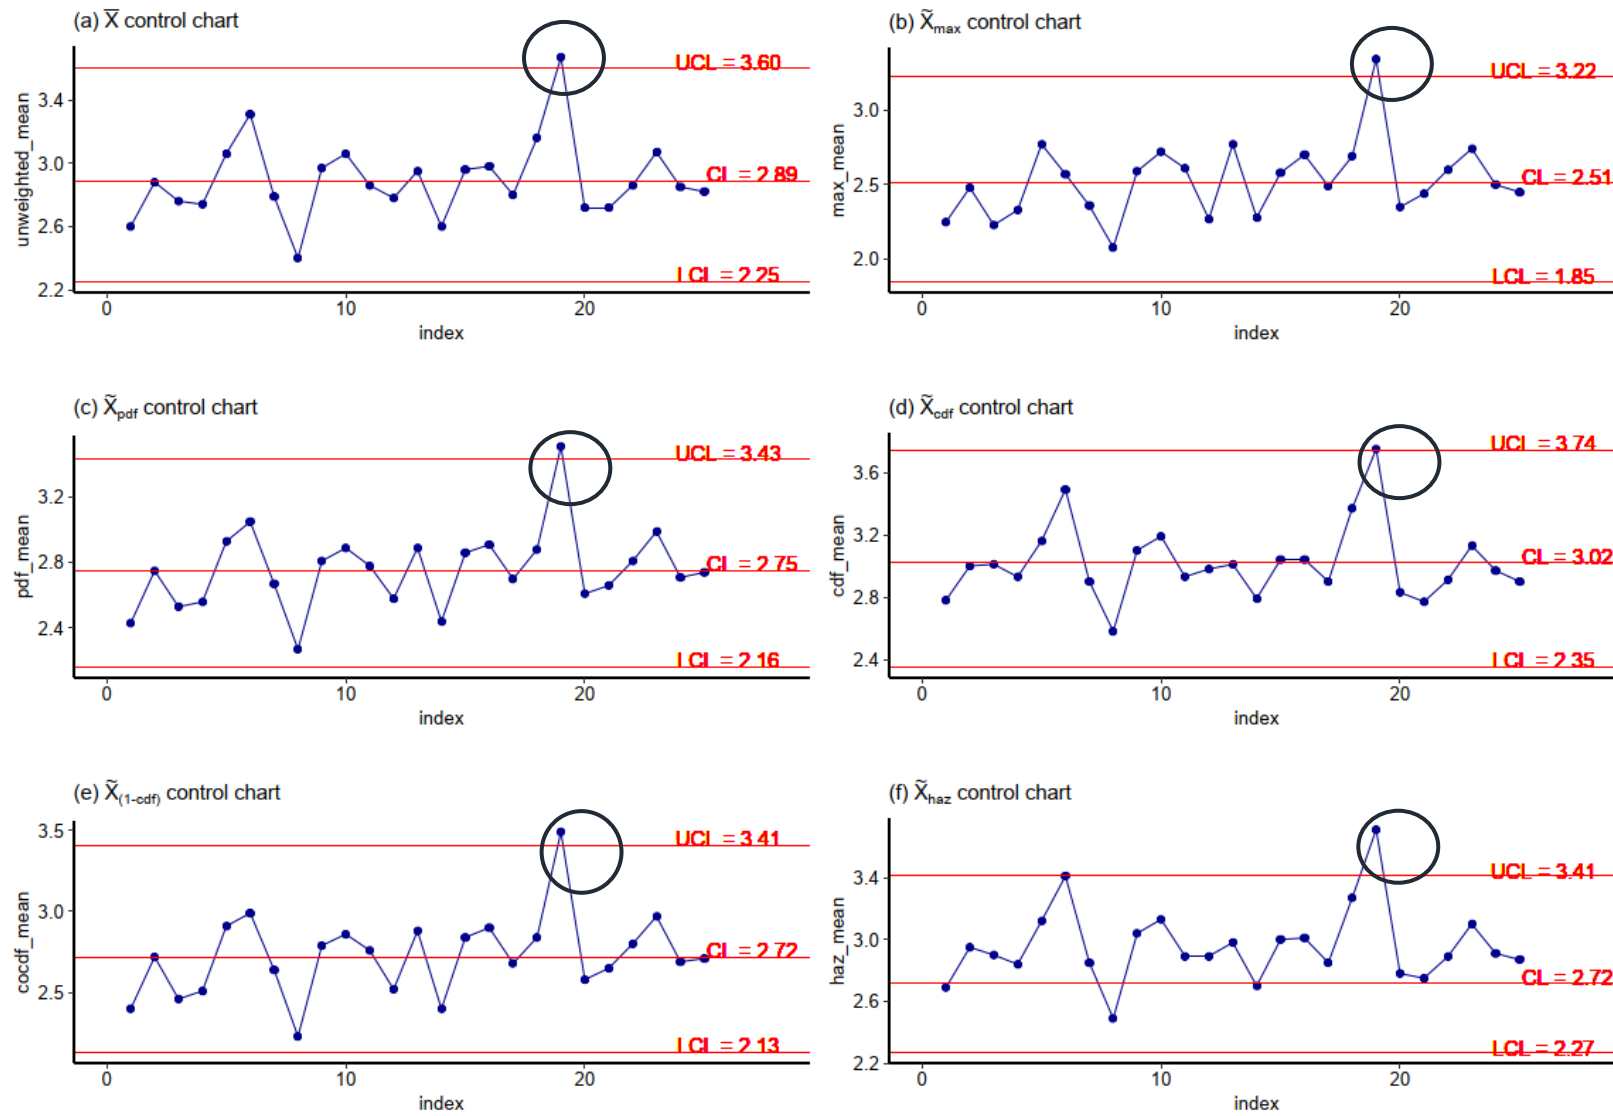 (a) X̄ control chart
unweighted_mean
3.4
3.0
2.6
2.2
UCL = 3.60
CL = 2.89
LCL = 2.25
0
10
20
index
(b) X̃max control chart
max_mean
3.0
2.5
2.0
UCL = 3.22
CL = 2.51
LCL = 1.85
0
10
20
index
(c) X̃pdf control chart
pdf_mean
3.2
2.8
2.4
UCL = 3.43
CL = 2.75
LCL = 2.16
0
10
20
index
(d) X̃cdf control chart
cdf_mean
3.6
3.2
2.8
2.4
UCL = 3.74
CL = 3.02
LCL = 2.35
0
10
20
index
(e) X̃(1-cdf) control chart
cocdf_mean
3.5
3.0
2.5
UCL = 3.41
CL = 2.72
LCL = 2.13
0
10
20
index
(f) X̃haz control chart
haz_mean
3.4
3.0
2.6
2.2
UCL = 3.41
CL = 2.72
LCL = 2.27
0
10
20
index